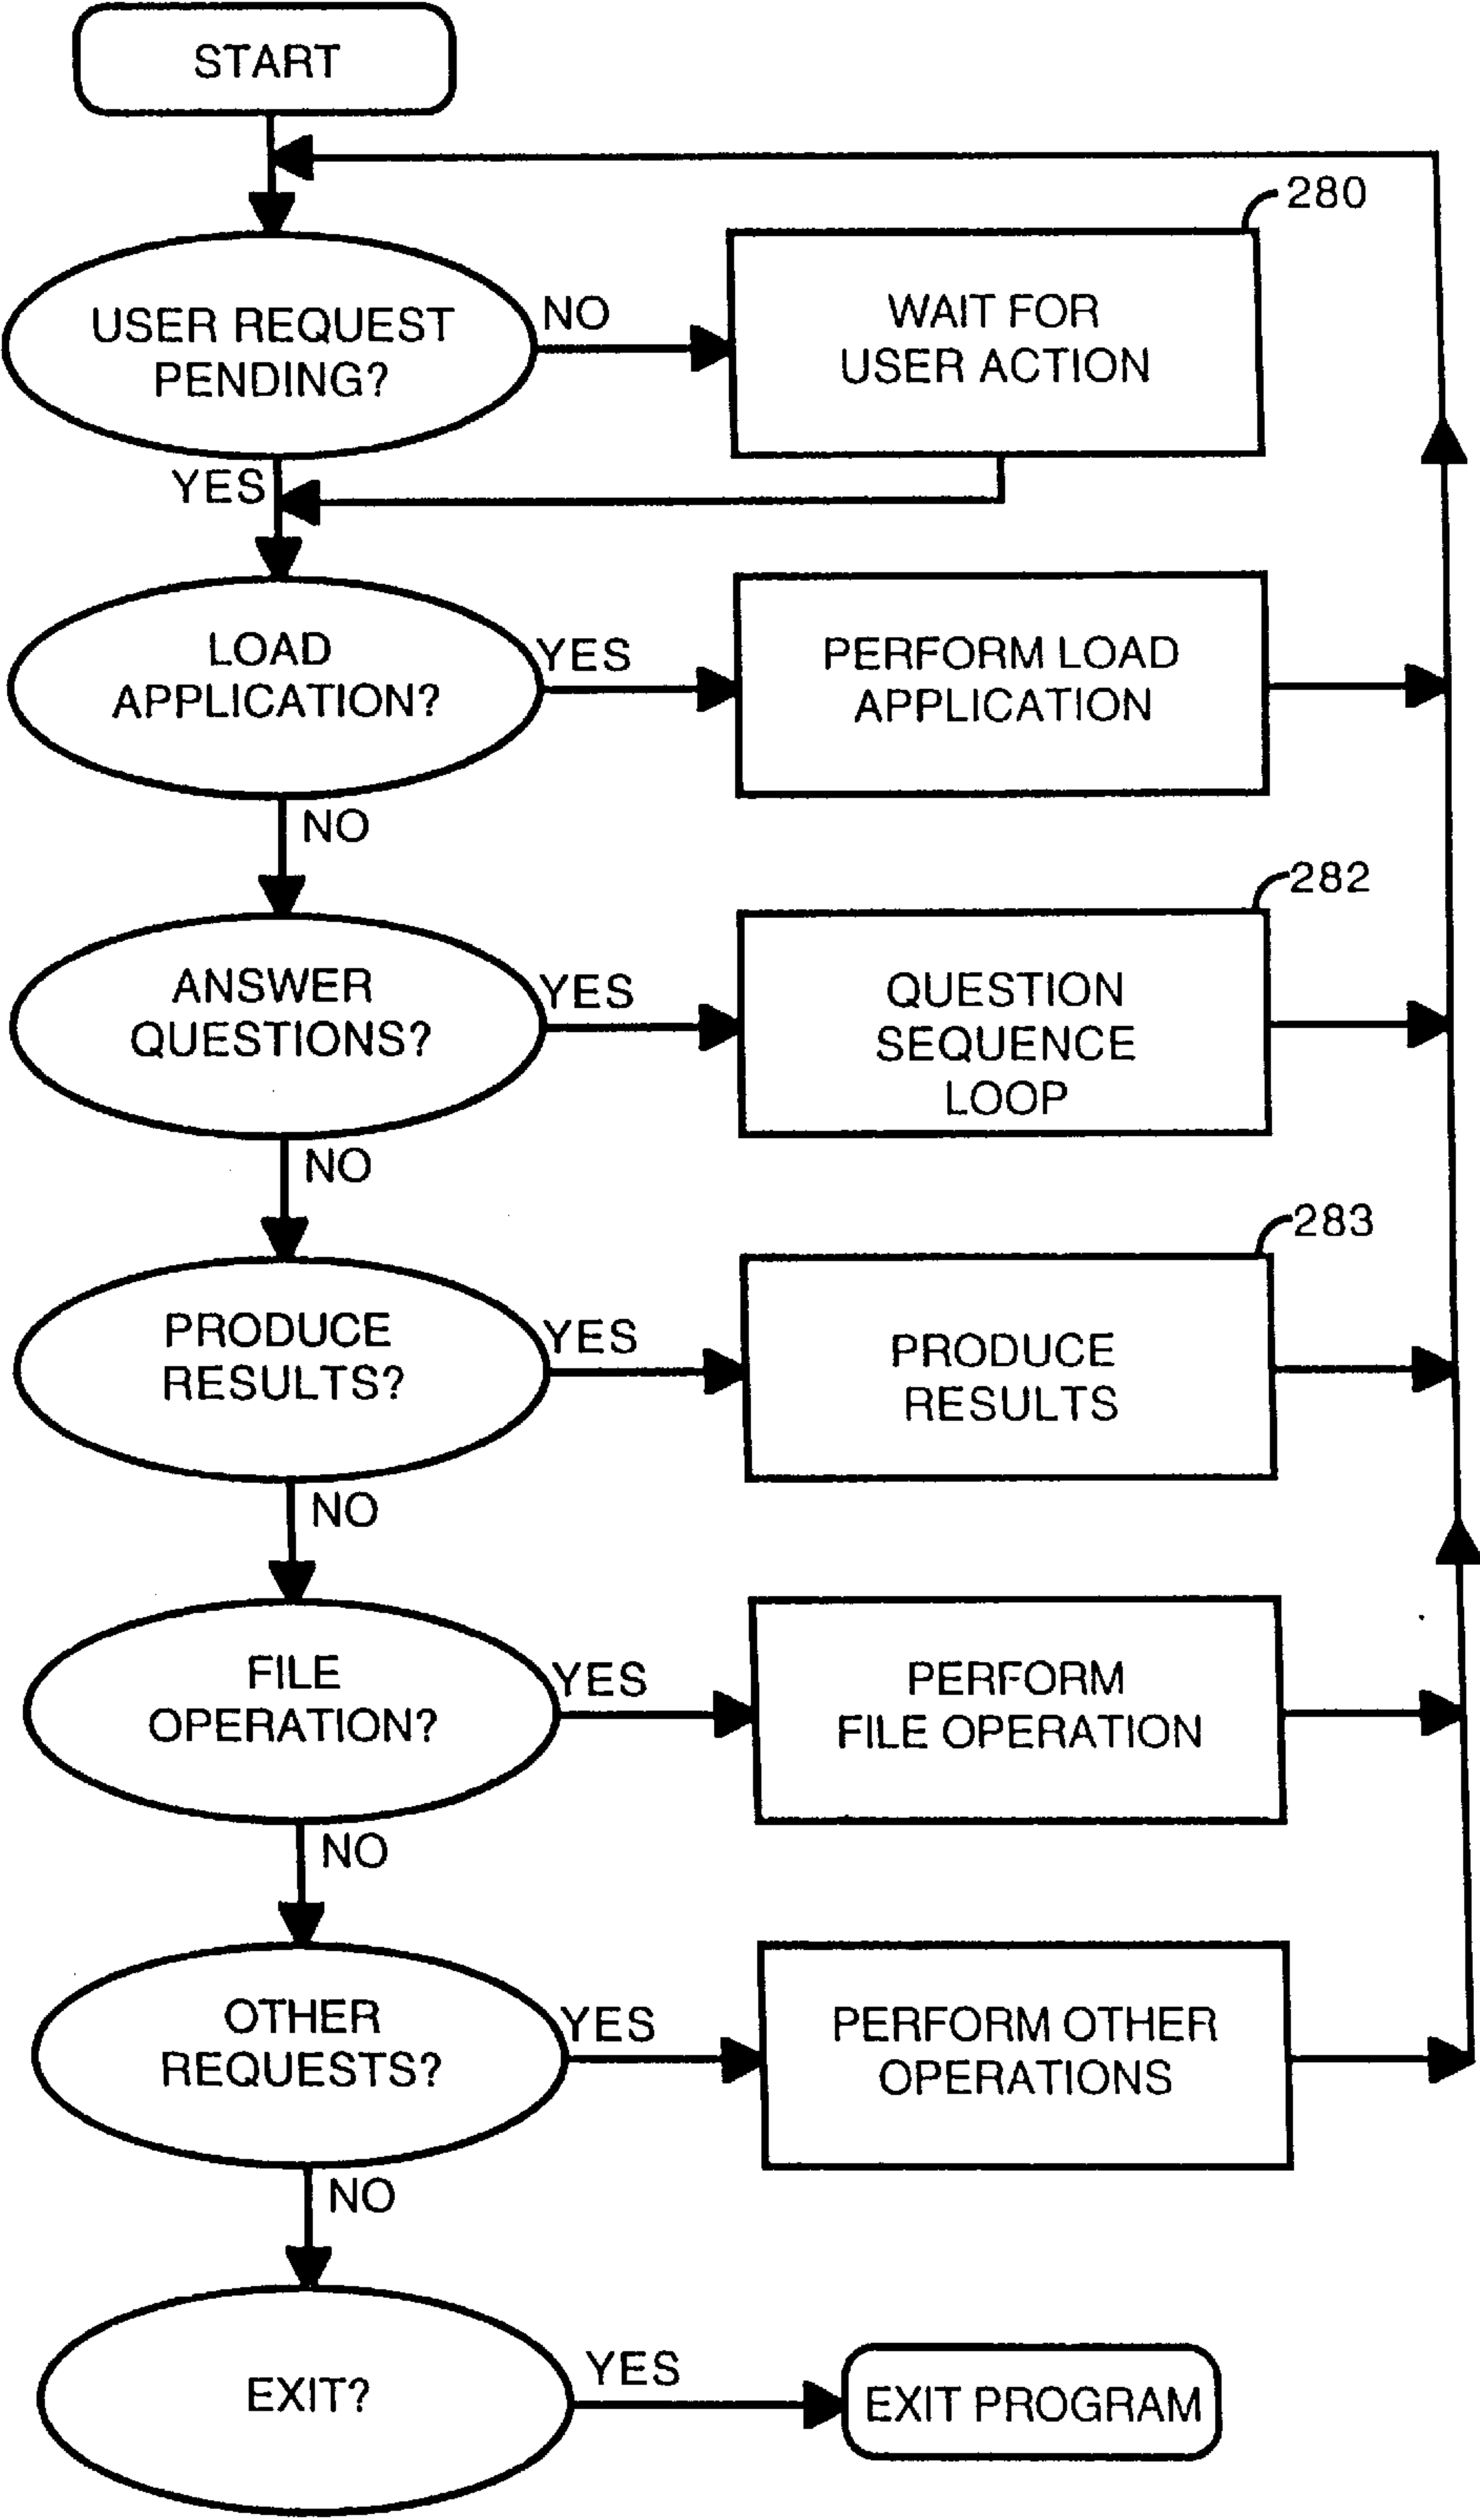 START
280
USER REQUEST
PENDING?
NO
WAIT FOR
USER ACTION
YES
LOAD
APPLICATION?
YES
PERFORM LOAD
APPLICATION
NO
282
ANSWER
QUESTIONS?
YES
QUESTION
SEQUENCE
LOOP
NO
283
PRODUCE
RESULTS?
YES
PRODUCE
RESULTS
NO
FILE
OPERATION?
YES
PERFORM
FILE OPERATION
NO
OTHER
REQUESTS?
YES
PERFORM OTHER
OPERATIONS
NO
EXIT?
YES
EXIT PROGRAM